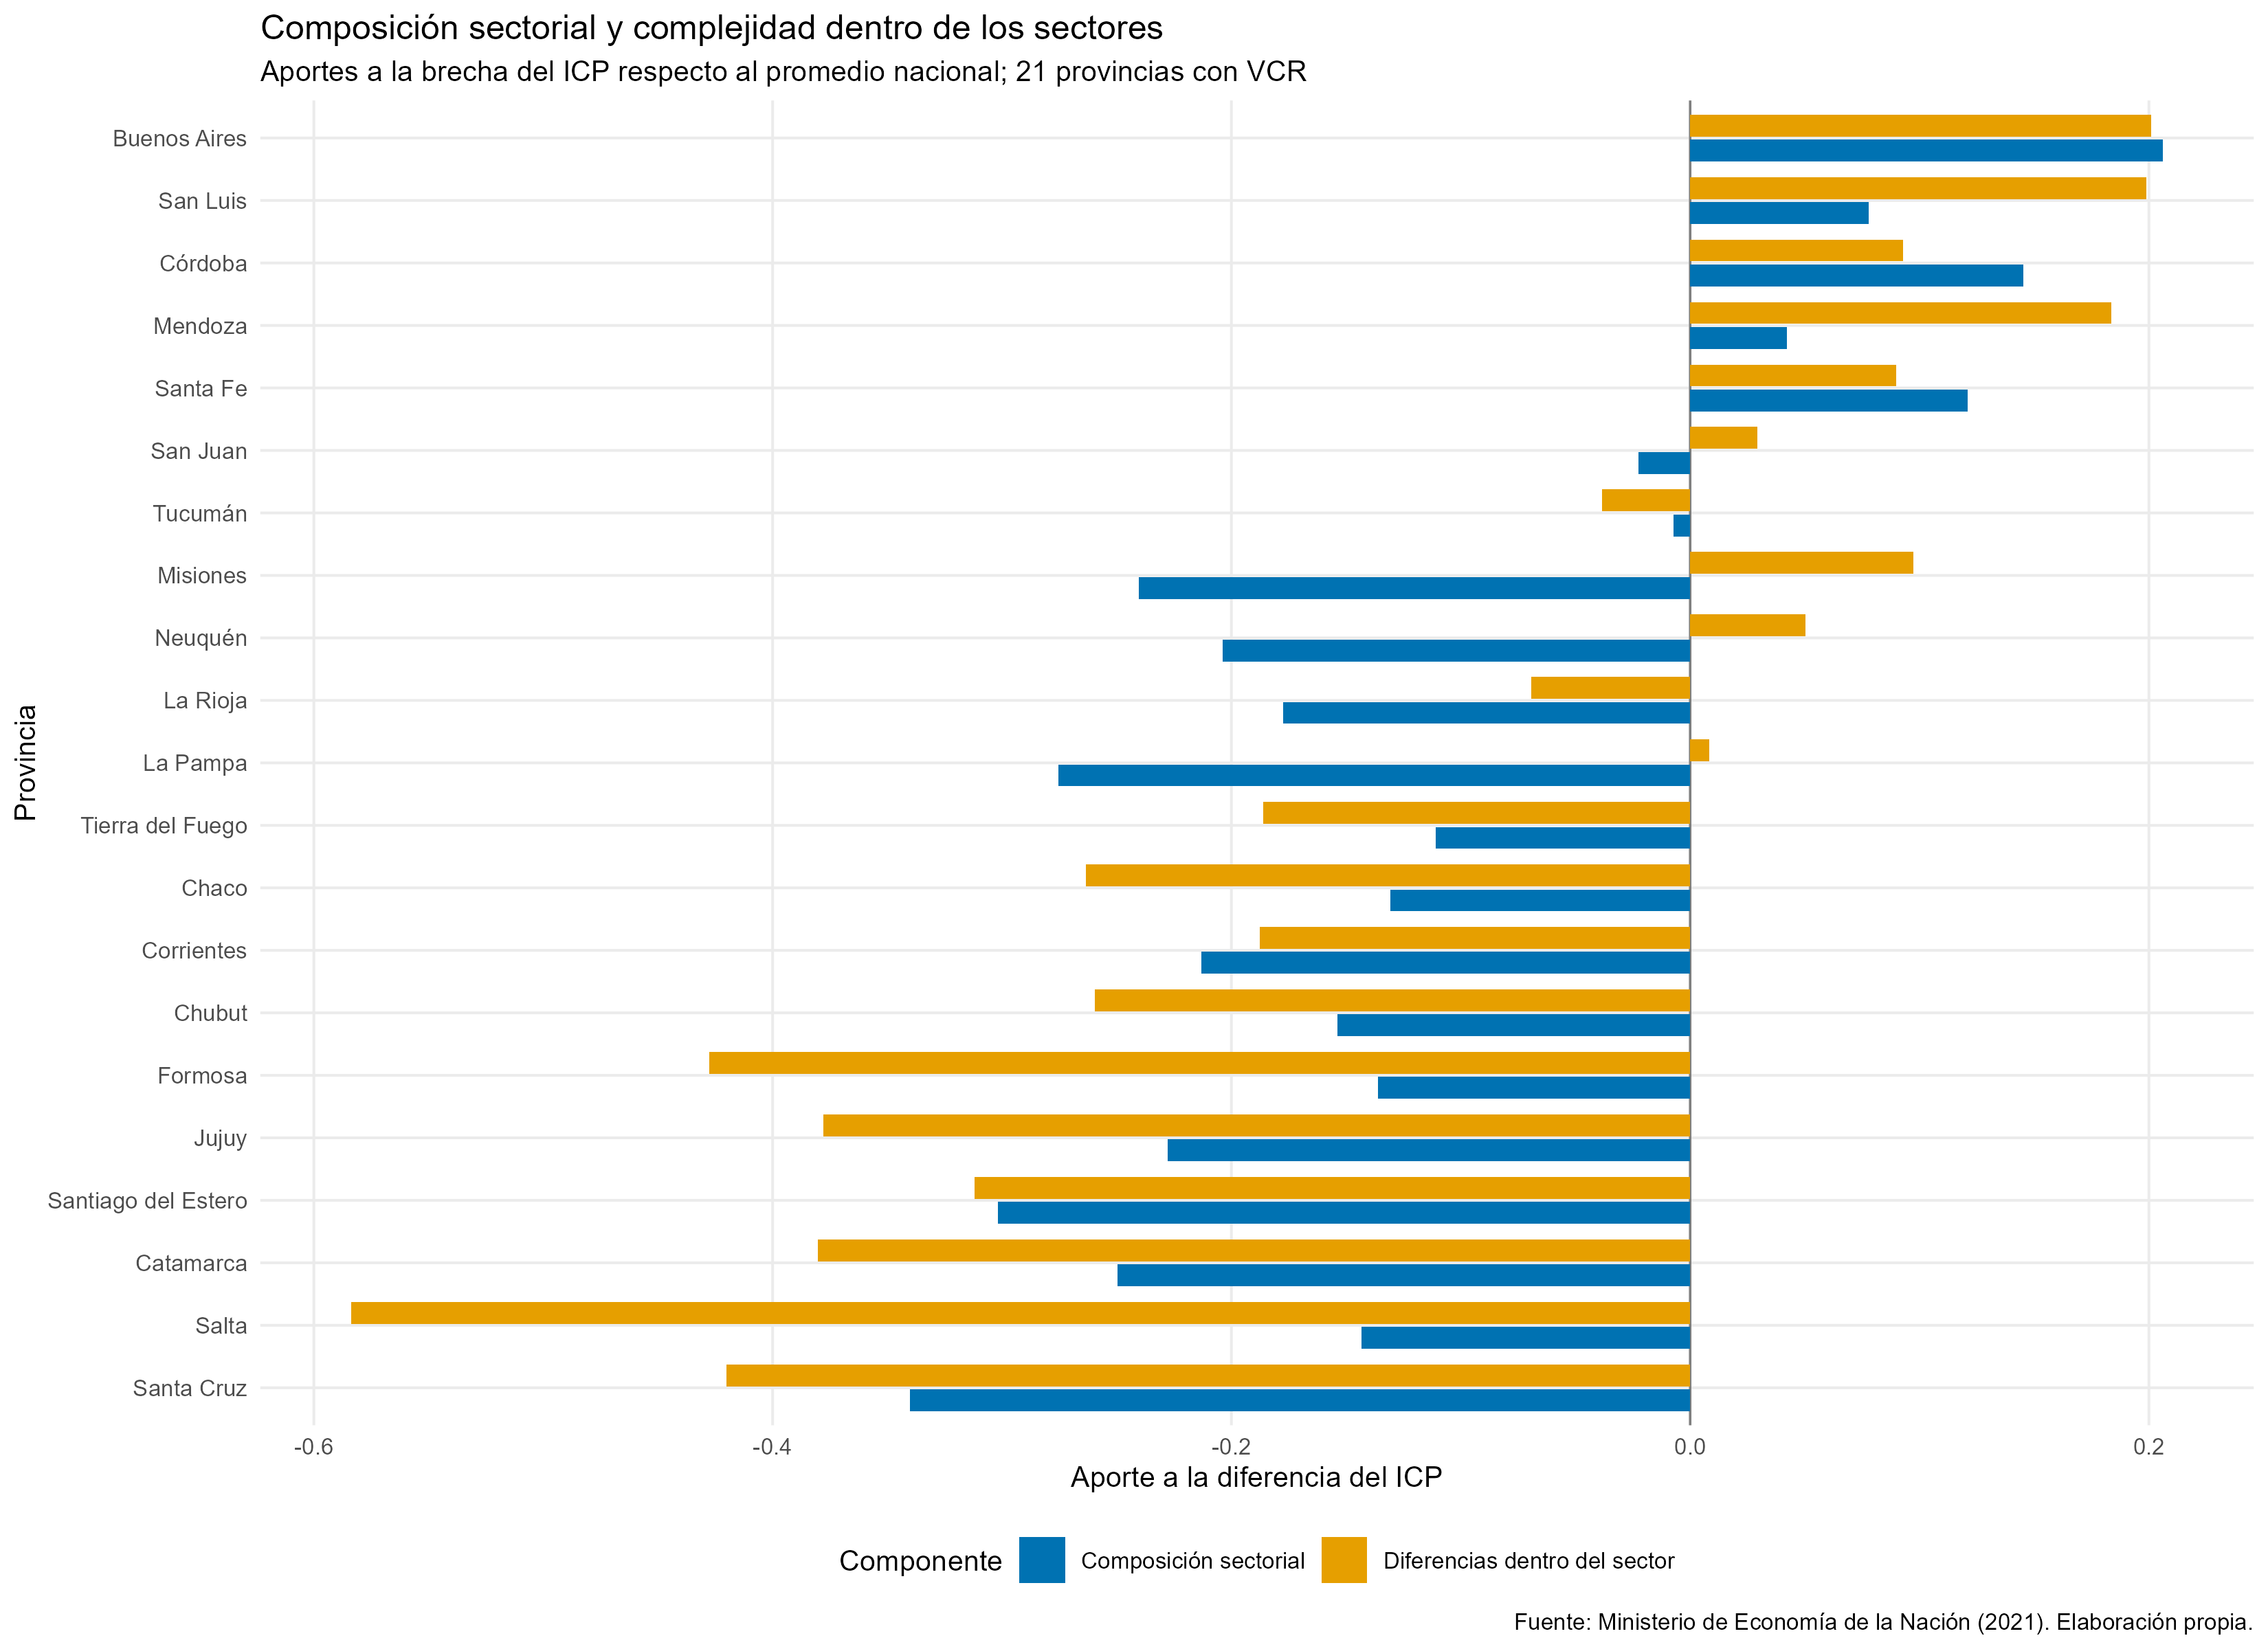 Composición sectorial y complejidad dentro de los sectores
Aportes a la brecha del ICP respecto al promedio nacional; 21 provincias con VCR
Provincia
Buenos Aires
San Luis
Córdoba
Mendoza
Santa Fe
San Juan
Tucumán
Misiones
Neuquén
La Rioja
La Pampa
Tierra del Fuego
Chaco
Corrientes
Chubut
Formosa
Jujuy
Santiago del Estero
Catamarca
Salta
Santa Cruz
-0.6 -0.4 -0.2 0.0 0.2
Aporte a la diferencia del ICP
Componente Composición sectorial Diferencias dentro del sector
Fuente: Ministerio de Economía de la Nación (2021). Elaboración propia.